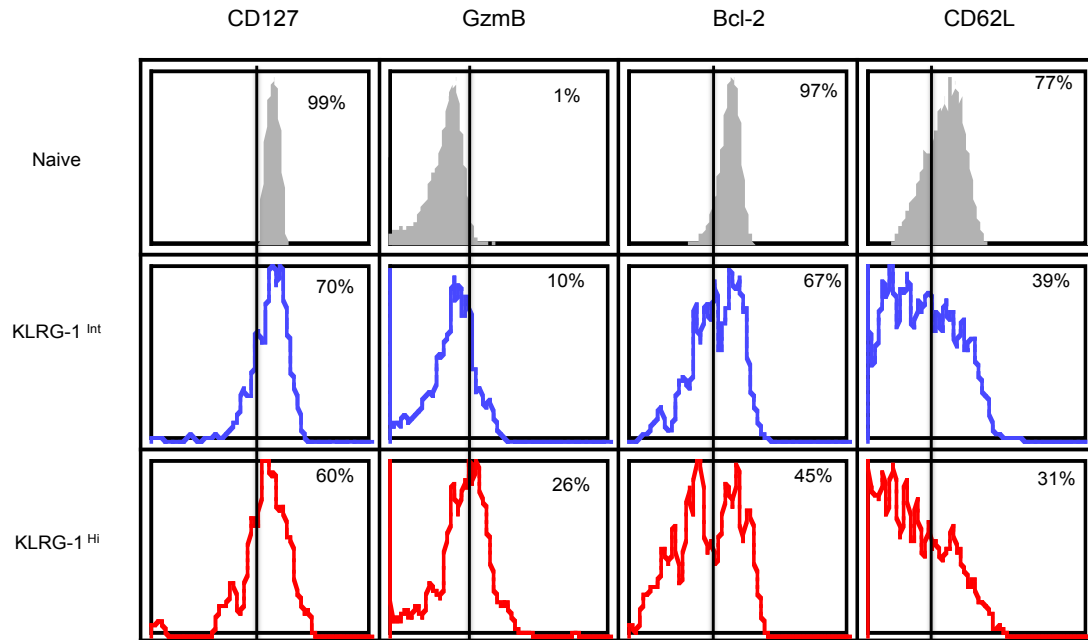 CD127 GzmB Bcl-2 CD62L
Naive 99% 1% 97% 77%
KLRG-1 Int 70% 10% 67% 39%
KLRG-1 Hi 60% 26% 45% 31%